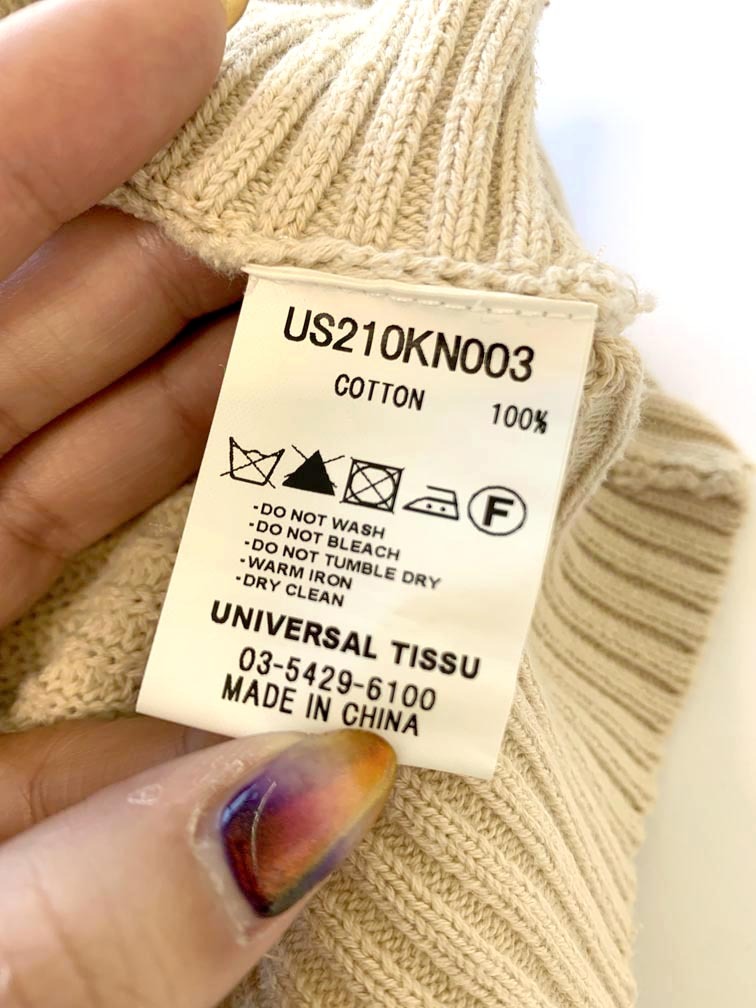 US210KN003
COTTON 100%
F
-DO NOT WASH
-DO NOT BLEACH
-DO NOT TUMBLE DRY
-WARM IRON
-DRY CLEAN
UNIVERSAL TISSU
03-5429-6100
MADE IN CHINA